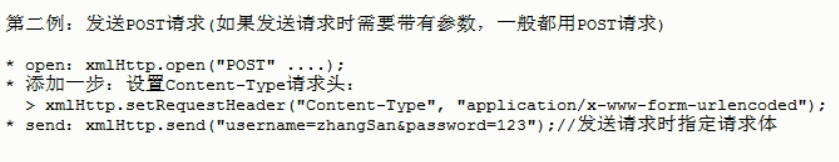 第二例：发送POST请求(如果发送请求时需要带有参数，一般都用POST请求)
* open：xmlHttp.open("POST" ....);
* 添加一步：设置Content-Type请求头：
> xmlHttp.setRequestHeader("Content-Type", "application/x-www-form-urlencoded");
* send：xmlHttp.send("username=zhangSan&password=123");//发送请求时指定请求体